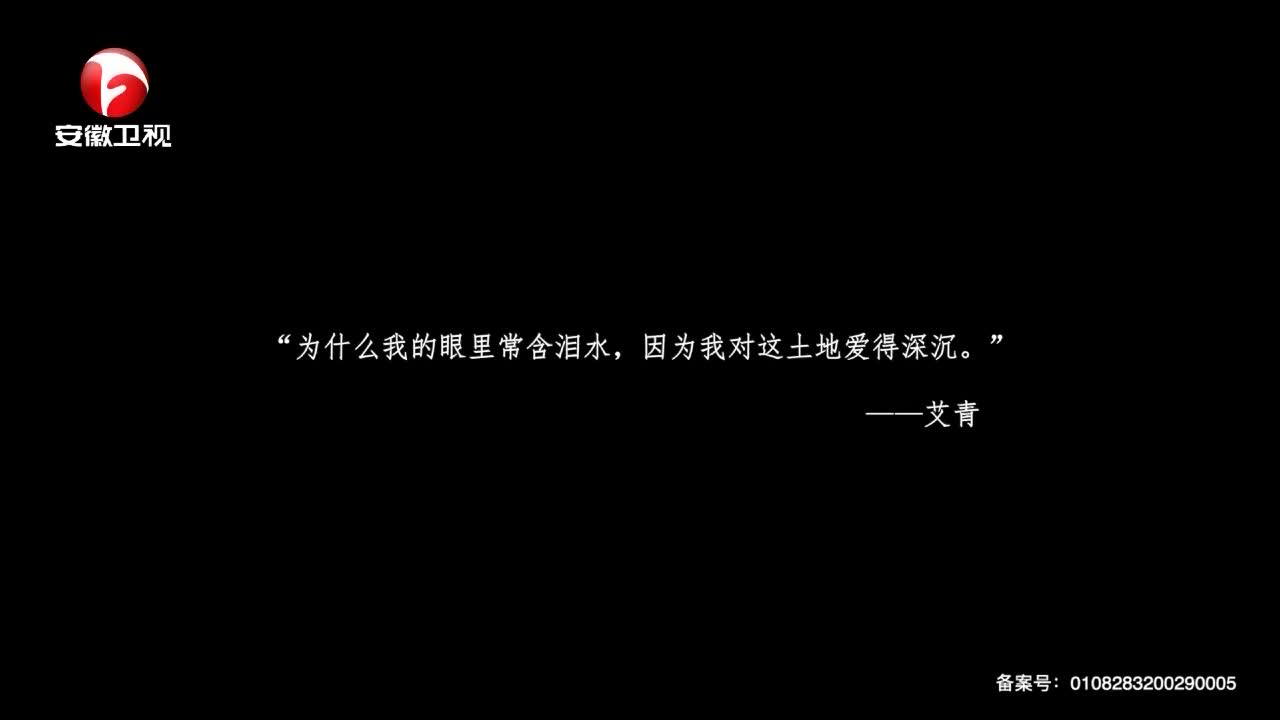 安徽卫视
“为什么我的眼里常含泪水，因为我对这土地爱得深沉。”
——艾青
备案号：0108283200290005